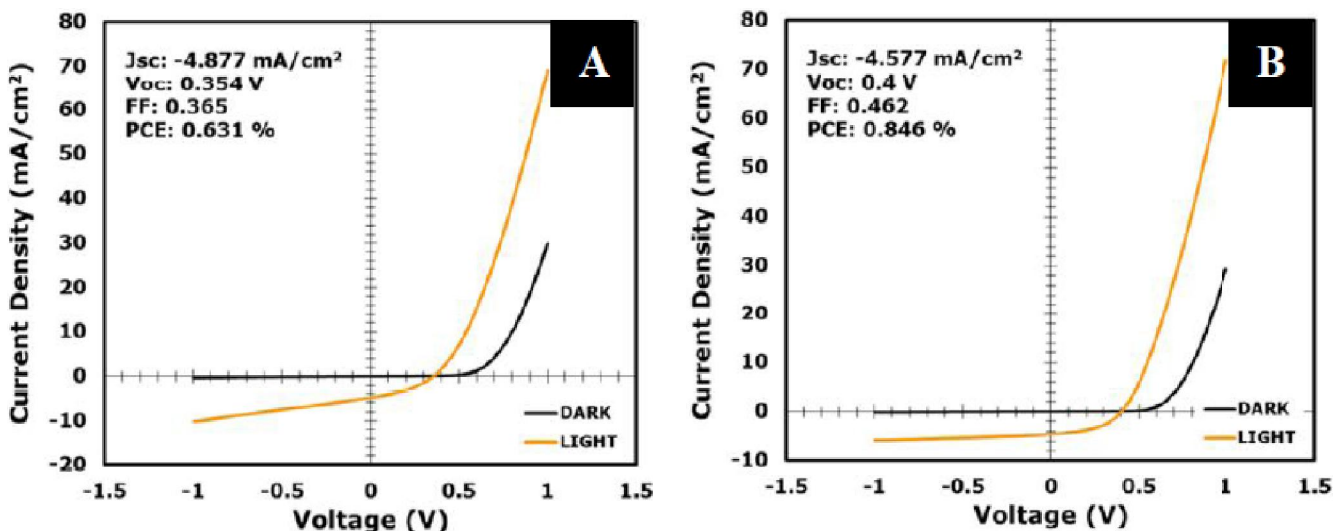 A
Jsc: -4.877 mA/cm²
Voc: 0.354 V
FF: 0.365
PCE: 0.631 %
Current Density (mA/cm²)
80
70
60
50
40
30
20
10
0
-10
-20
DARK
LIGHT
-1.5
-1
-0.5
0
0.5
1
1.5
Voltage (V)
B
Jsc: -4.577 mA/cm²
Voc: 0.4 V
FF: 0.462
PCE: 0.846 %
Current Density (mA/cm²)
80
70
60
50
40
30
20
10
0
-10
DARK
LIGHT
-1.5
-1
-0.5
0
0.5
1
1.5
Voltage (V)